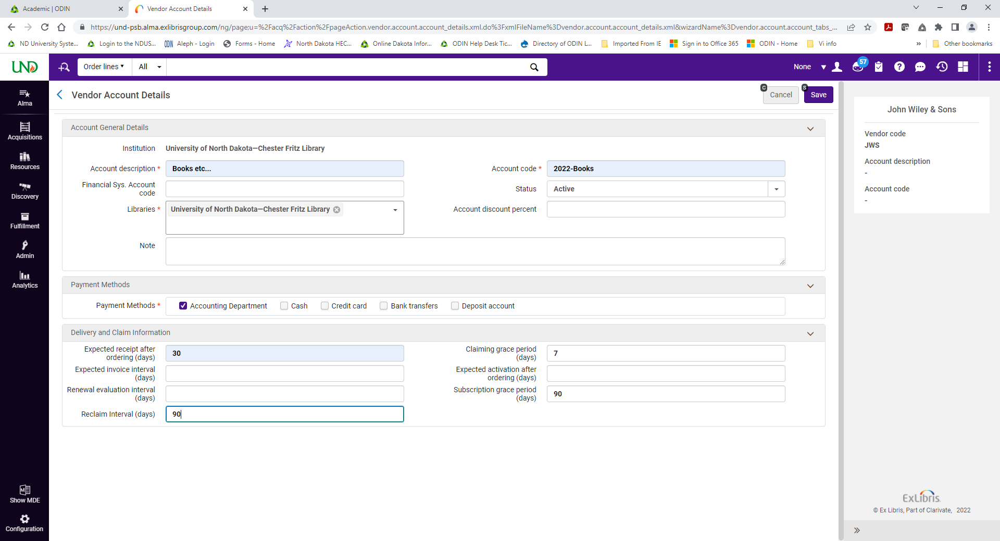 Academic | ODIN
Vendor Account Details
https://und-psb.alma.exlibrisgroup.com/ng/page;u=%2Facq%2Faction%2FpageAction.vendor.account.account_details.xml.do%3FxmlFileName%3Dvendor.account.account_details.xml&wizardName%3Dvendor.account.account_tabs_...
ND University Syste...
Login to the NDUS...
ODIN Aleph - Login
Forms - Home
North Dakota HEC...
Online Dakota Infor...
ODIN Help Desk Tic...
Directory of ODIN L...
Imported From IE
Sign in to Office 365
ODIN - Home
Vi info
»
Other bookmarks
UND
Order lines
All
None
57
Alma
Acquisitions
Resources
Discovery
Fulfillment
Admin
Analytics
Show MDE
Configuration
Vendor Account Details
C
Cancel
S
Save
Account General Details
Institution University of North Dakota—Chester Fritz Library
Account description * Books etc...
Account code * 2022-Books
Financial Sys. Account
code
Status Active
Libraries * University of North Dakota—Chester Fritz Library
Account discount percent
Note
Payment Methods
Payment Methods * Accounting Department Cash Credit card Bank transfers Deposit account
Delivery and Claim Information
Expected receipt after
ordering (days)
30
Claiming grace period
(days)
7
Expected invoice interval
(days)
Expected activation after
ordering (days)
Renewal evaluation interval
(days)
Subscription grace period
(days)
90
Reclaim Interval (days) 90
John Wiley & Sons
Vendor code
JWS
Account description
-
Account code
-
ExLibris
© Ex Libris, Part of Clarivate, 2022